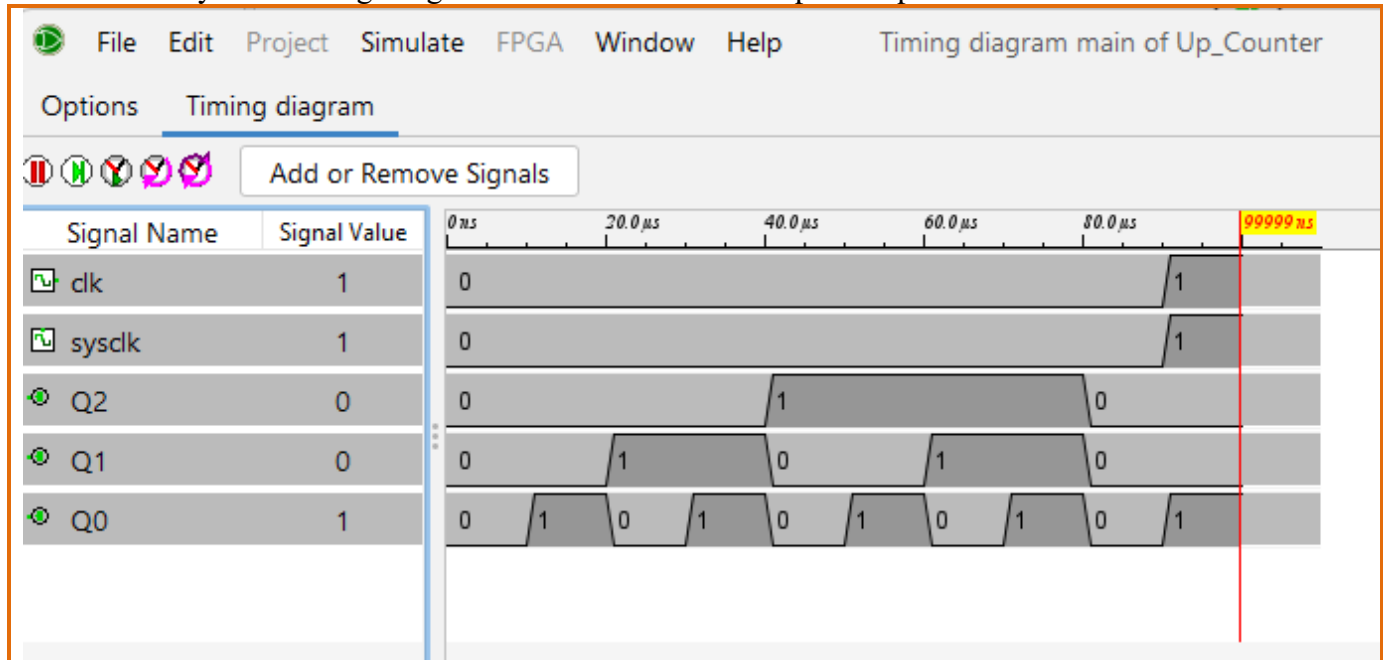 File Edit Project Simulate FPGA Window Help Timing diagram main of Up_Counter
Options Timing diagram
Add or Remove Signals
Signal Name Signal Value 0 ns 20.0 µs 40.0 µs 60.0 µs 80.0 µs 99999 ns
clk 1 0 1
sysclk 1 0 1
Q2 0 0 1 0
Q1 0 0 1 0 1 0
Q0 1 0 1 0 1 0 1 0 1 0 1